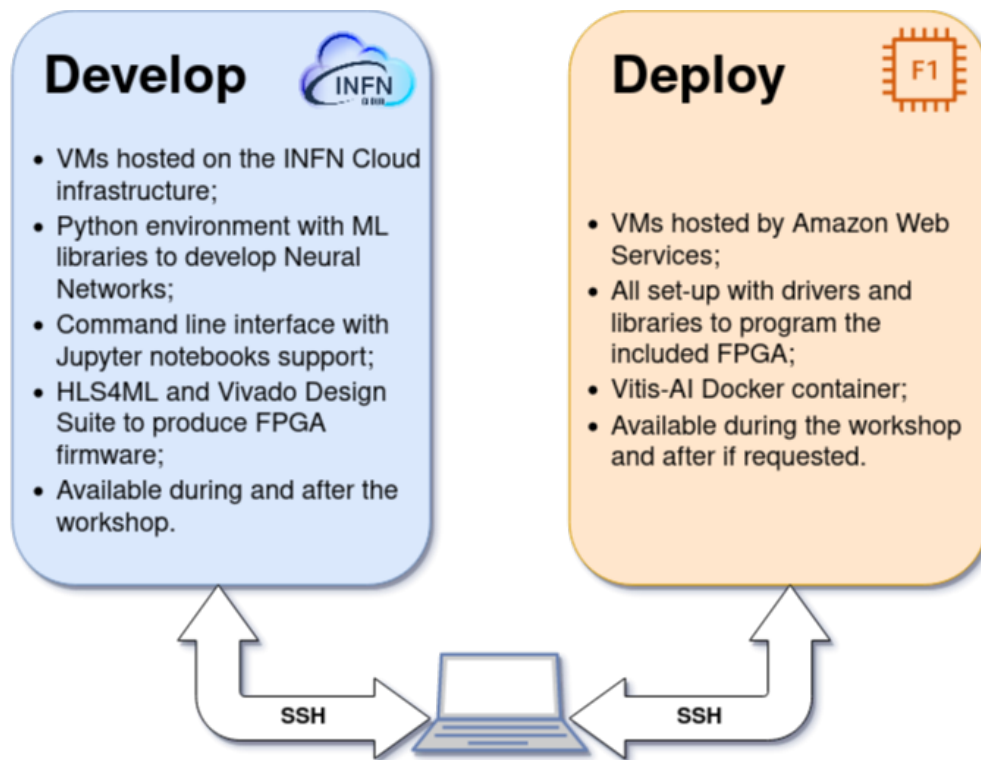 Develop
INFN
• VMs hosted on the INFN Cloud
infrastructure;
• Python environment with ML
libraries to develop Neural
Networks;
• Command line interface with
Jupyter notebooks support;
• HLS4ML and Vivado Design
Suite to produce FPGA
firmware;
• Available during and after the
workshop.
Deploy
F1
• VMs hosted by Amazon Web
Services;
• All set-up with drivers and
libraries to program the
included FPGA;
• Vitis-AI Docker container;
• Available during the workshop
and after if requested.
SSH
SSH